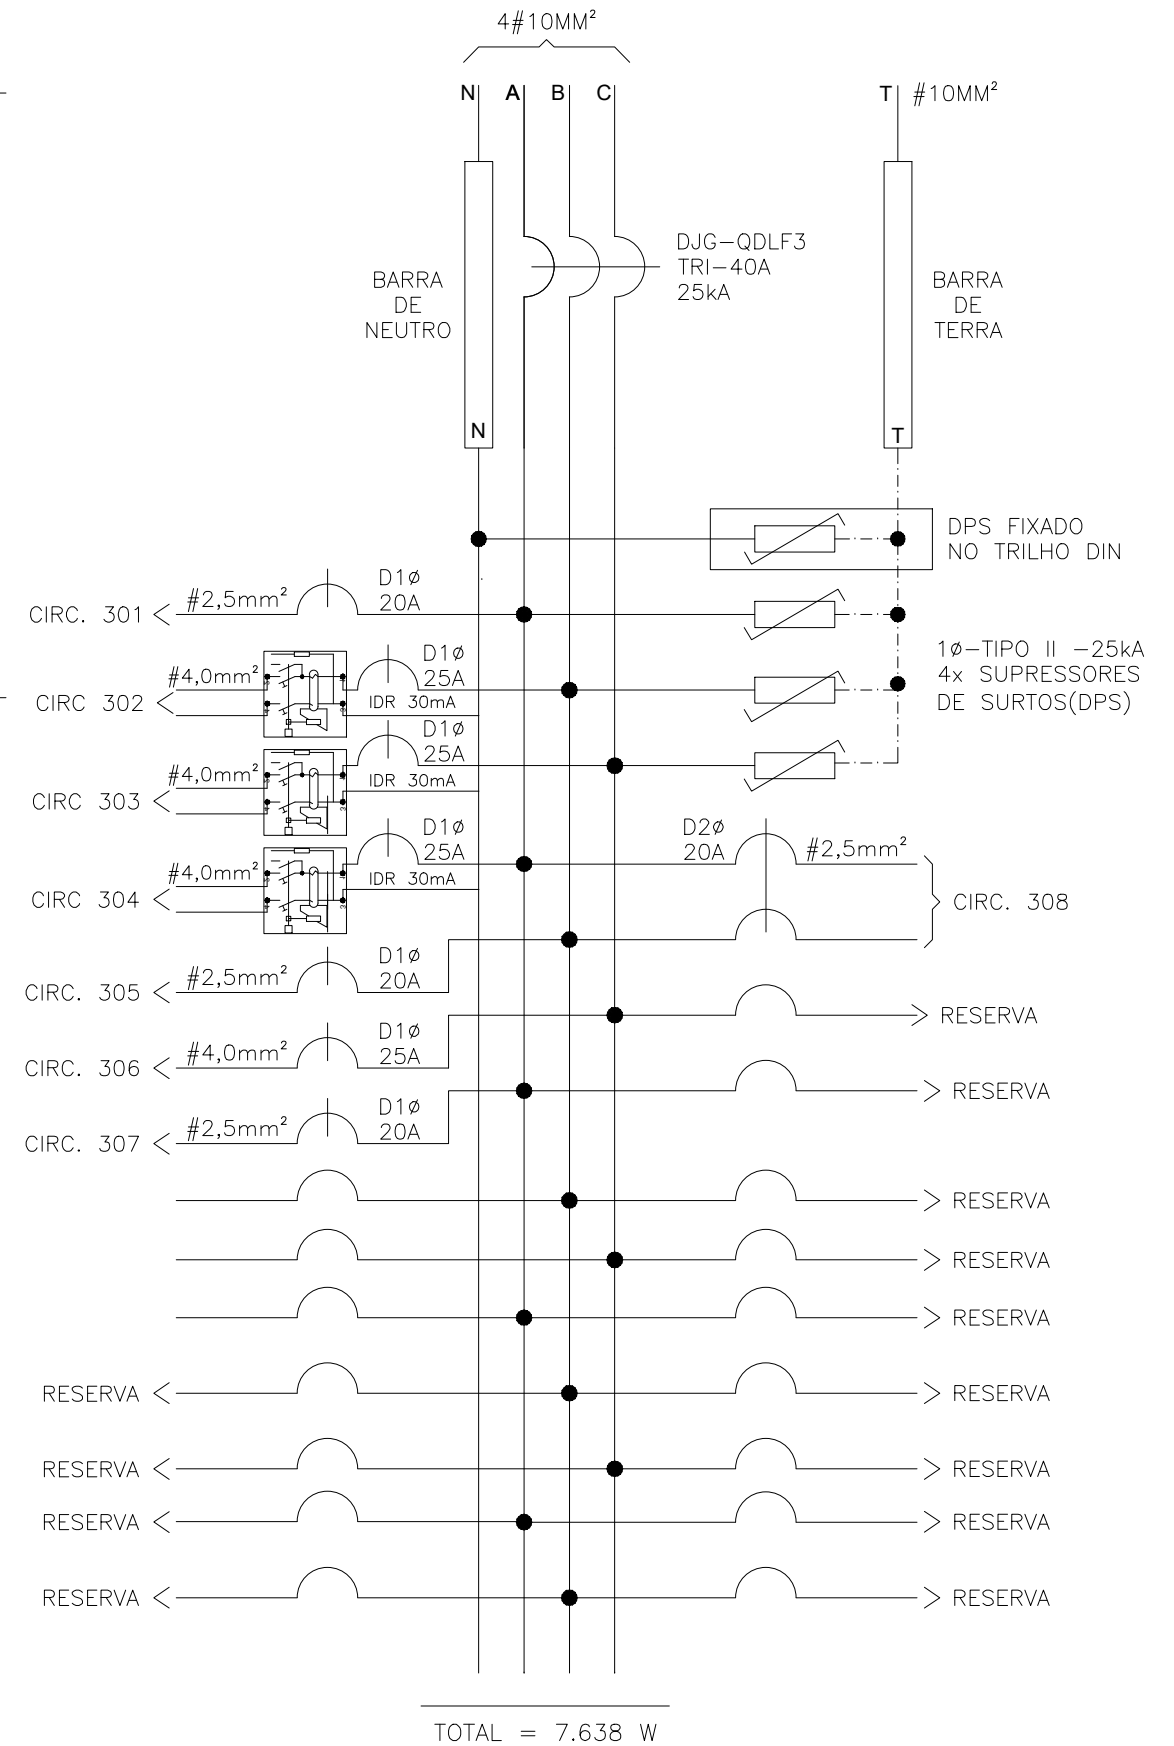 4#10MM²
N A B C
T #10MM²
DJG-QDLF3
TRI-40A
25kA
BARRA
DE
NEUTRO
BARRA
DE
TERRA
N
T
DPS FIXADO
NO TRILHO DIN
CIRC. 301
#2,5mm²
D1ø
20A
1ø-TIPO II -25kA
4x SUPRESSORES
DE SURTOS(DPS)
CIRC 302
#4,0mm²
D1ø
25A
IDR 30mA
CIRC 303
#4,0mm²
D1ø
25A
IDR 30mA
CIRC 304
#4,0mm²
D1ø
25A
IDR 30mA
D2ø
20A
#2,5mm²
CIRC. 308
CIRC. 305
#2,5mm²
D1ø
20A
RESERVA
CIRC. 306
#4,0mm²
D1ø
25A
RESERVA
CIRC. 307
#2,5mm²
D1ø
20A
RESERVA
RESERVA
RESERVA
RESERVA
RESERVA
RESERVA
RESERVA
RESERVA
RESERVA
RESERVA
RESERVA
TOTAL = 7.638 W